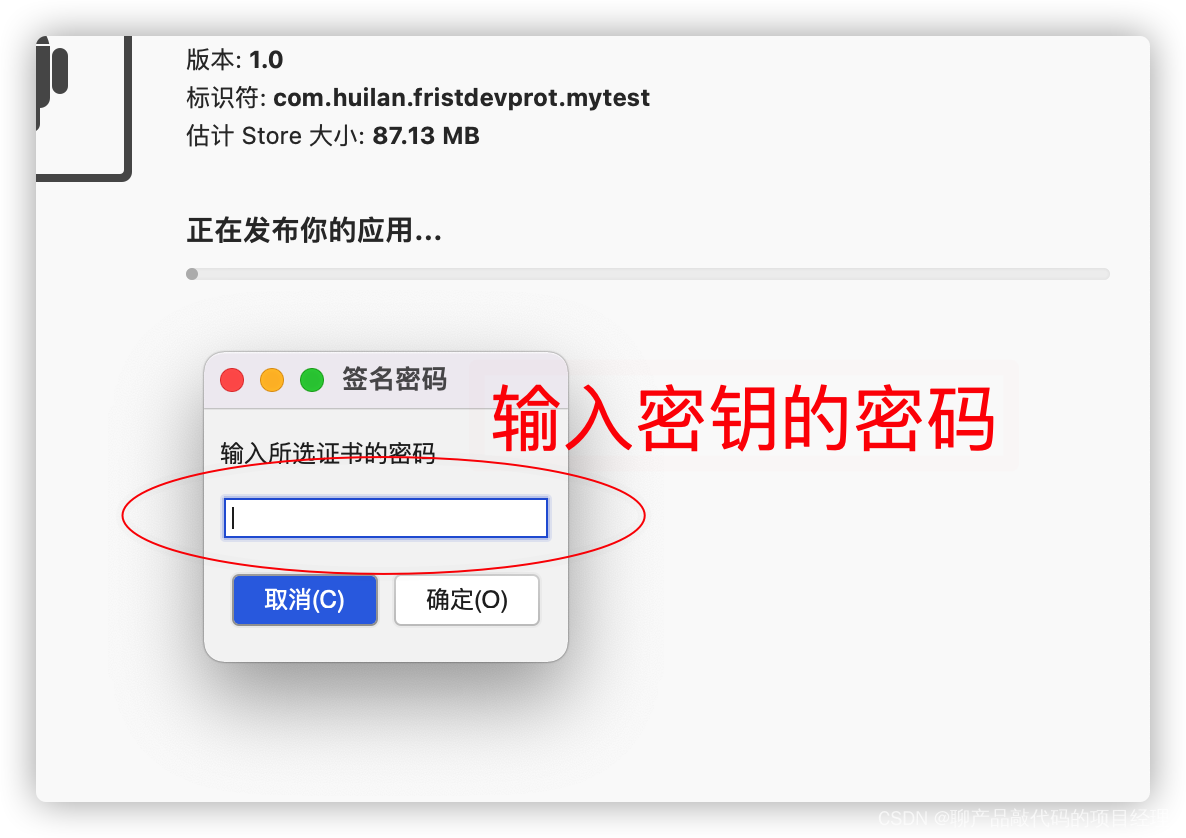 版本: 1.0
标识符: com.huilan.fristdevprot.mytest
估计 Store 大小: 87.13 MB
正在发布你的应用...
签名密码
输入密钥的密码
输入所选证书的密码
取消(C) 确定(O)
CSDN @聊产品敲代码的项目经理